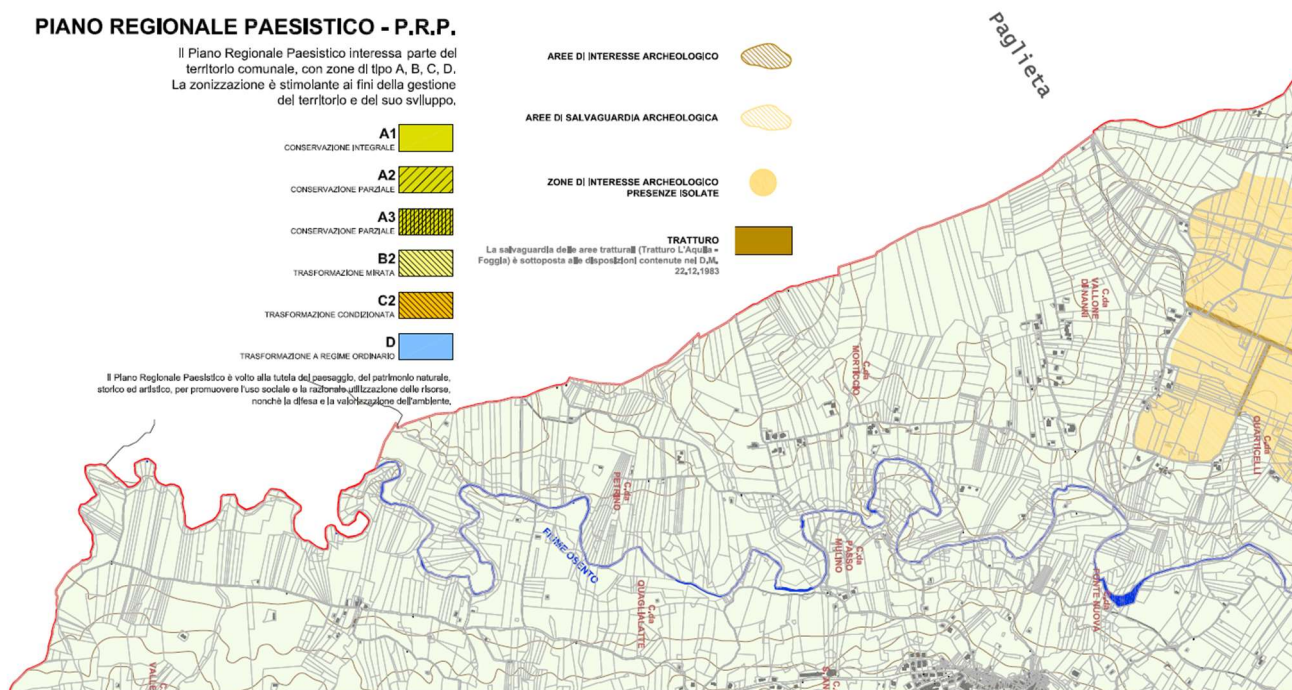 PIANO REGIONALE PAESISTICO - P.R.P.
Il Piano Regionale Paesistico interessa parte del
territorio comunale, con zone di tipo A, B, C, D.
La zonizzazione è stimolante ai fini della gestione
del territorio e del suo sviluppo.
A1
CONSERVAZIONE INTEGRALE
A2
CONSERVAZIONE PARZIALE
A3
CONSERVAZIONE PARZIALE
B2
TRASFORMAZIONE MIRATA
C2
TRASFORMAZIONE CONDIZIONATA
D
TRASFORMAZIONE A REGIME ORDINARIO
Il Piano Regionale Paesistico è volto alla tutela del paesaggio, del patrimonio naturale,
storico ed artistico, per promuovere l'uso sociale e la razionale utilizzazione delle risorse,
nonchè la difesa e la valorizzazione dell'ambiente.
AREE DI INTERESSE ARCHEOLOGICO
AREE DI SALVAGUARDIA ARCHEOLOGICA
ZONE DI INTERESSE ARCHEOLOGICO
PRESENZE ISOLATE
TRATTURO
La salvaguardia delle aree tratturali (Tratturo L'Aquila -
Foggia) è sottoposta alle disposizioni contenute nel D.M.
22.12.1983
Paglieta
C.da
VALLONE
DI NANNI
C.da
MORTICCIO
C.da
QUARTICELLI
C.da
PETRINO
FIUME OSENTO
C.da
PASSO
MULINO
C.da
QUAGLIALATTE
C.da
PONTE NUOVA